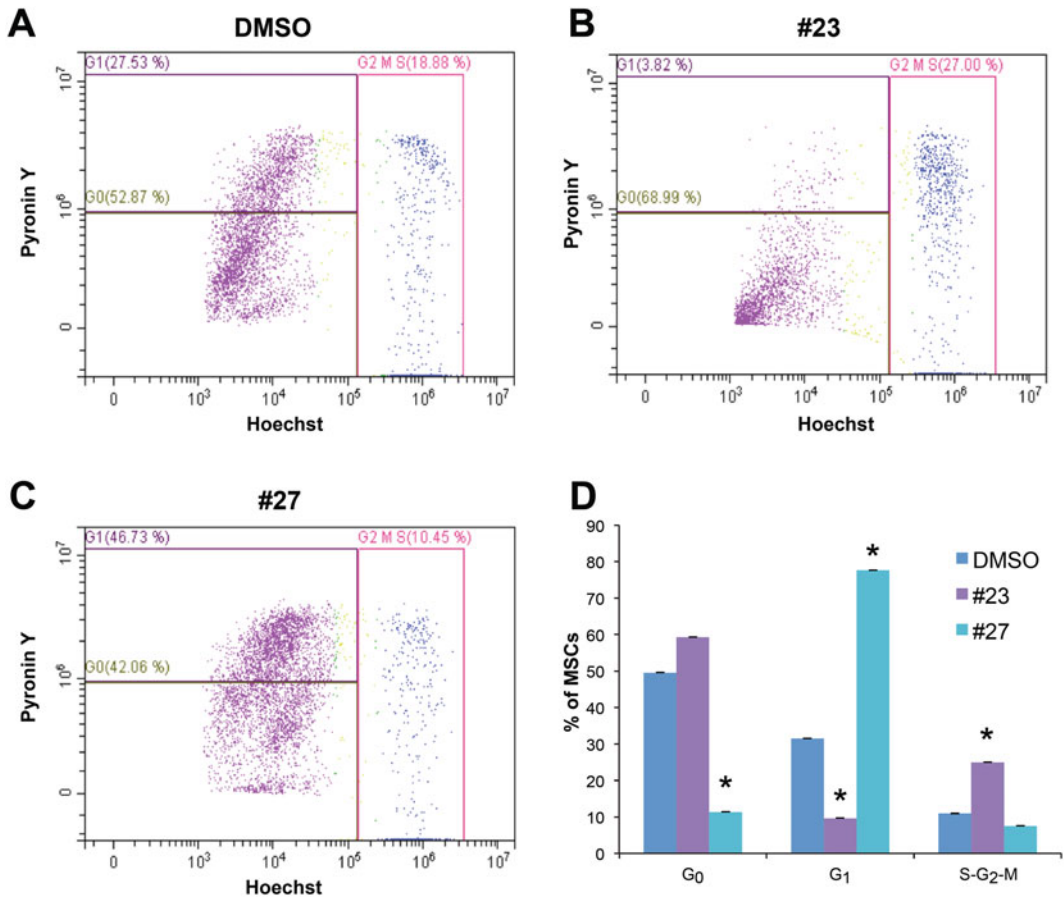 A
DMSO
G1(27.53 %)
G2 M S(18.88 %)
10⁷
G0(52.87 %)
10⁶
0
Pyronin Y
0 10³ 10⁴ 10⁵ 10⁶ 10⁷
Hoechst
B
#23
G1(3.82 %)
G2 M S(27.00 %)
10⁷
G0(68.99 %)
10⁶
0
Pyronin Y
0 10³ 10⁴ 10⁵ 10⁶ 10⁷
Hoechst
C
#27
G1(46.73 %)
G2 M S(10.45 %)
10⁷
G0(42.06 %)
10⁶
0
Pyronin Y
0 10³ 10⁴ 10⁵ 10⁶ 10⁷
Hoechst
D
90
80
70
60
50
40
30
20
10
0
% of MSCs
*
*
*
*
DMSO
#23
#27
G₀ G₁ S-G₂-M